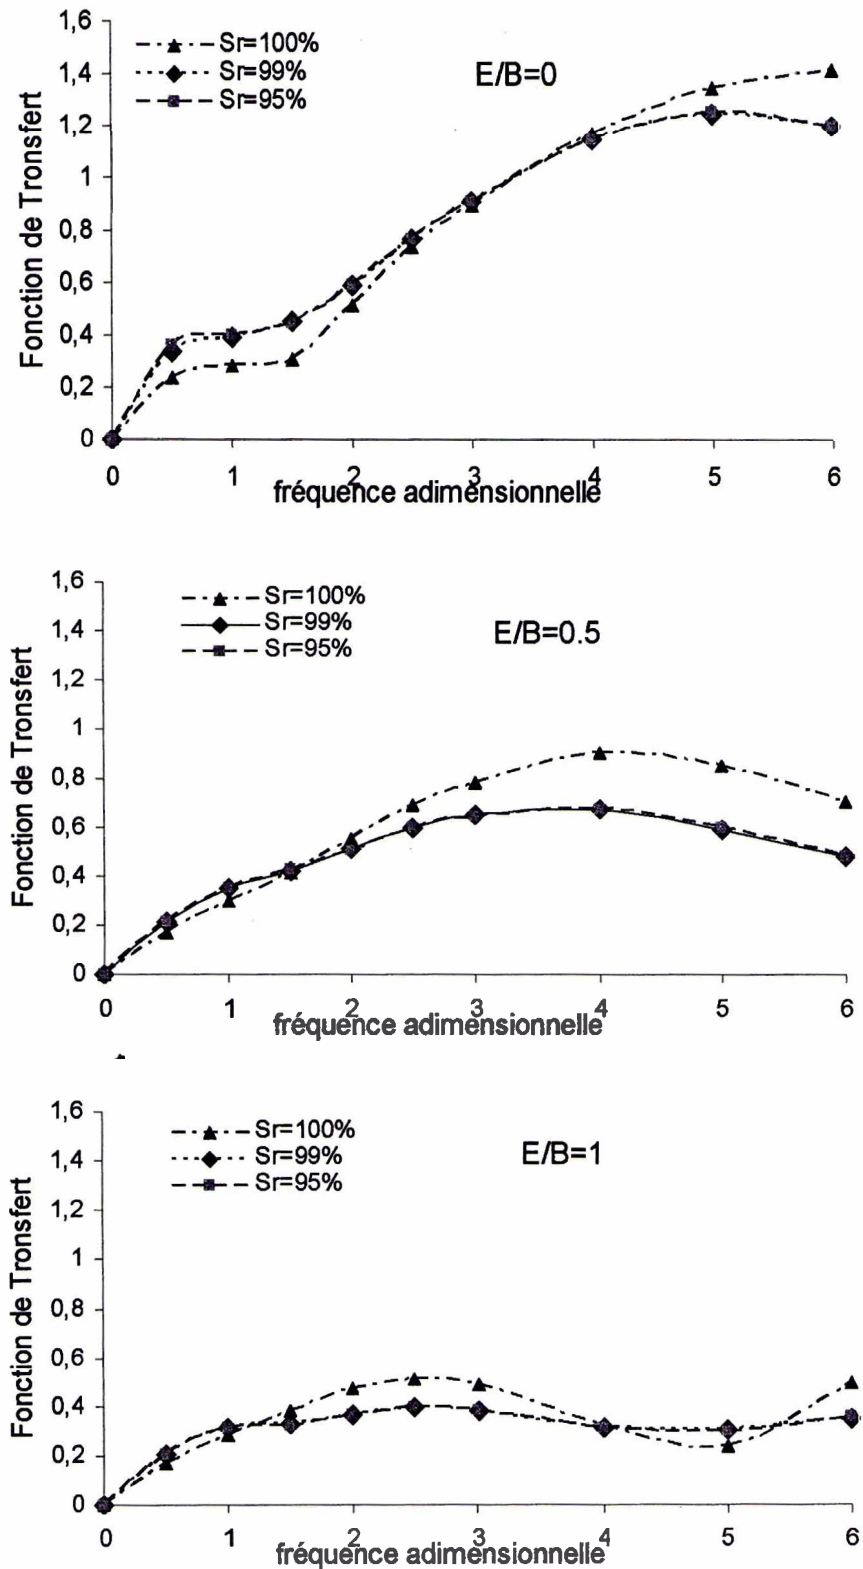 1,6
Sr=100%
Sr=99%
Sr=95%
E/B=0
1,4
1,2
1
0,8
0,6
0,4
0,2
0
Fonction de Tronsfert
0 1 2 3 4 5 6
fréquence adimensionnelle
1,6
Sr=100%
Sr=99%
Sr=95%
E/B=0.5
1,4
1,2
1
0,8
0,6
0,4
0,2
0
Fonction de Tronsfert
0 1 2 3 4 5 6
fréquence adimensionnelle
1,6
Sr=100%
Sr=99%
Sr=95%
E/B=1
1,4
1,2
1
0,8
0,6
0,4
0,2
0
Fonction de Tronsfert
0 1 2 3 4 5 6
fréquence adimensionnelle